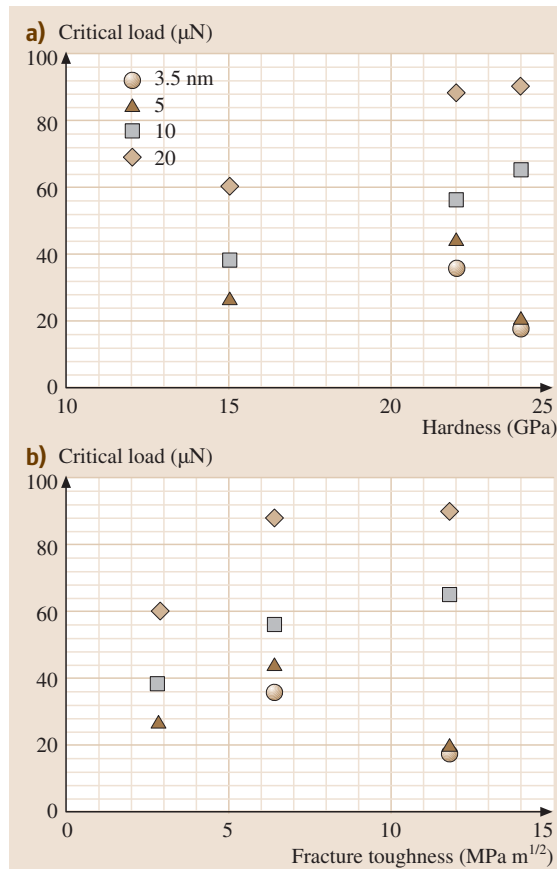 a) Critical load (μN)
100
80
60
40
20
0
3.5 nm
5
10
20
10 15 20 25
Hardness (GPa)
b) Critical load (μN)
100
80
60
40
20
0
0 5 10 15
Fracture toughness (MPa m^1/2)